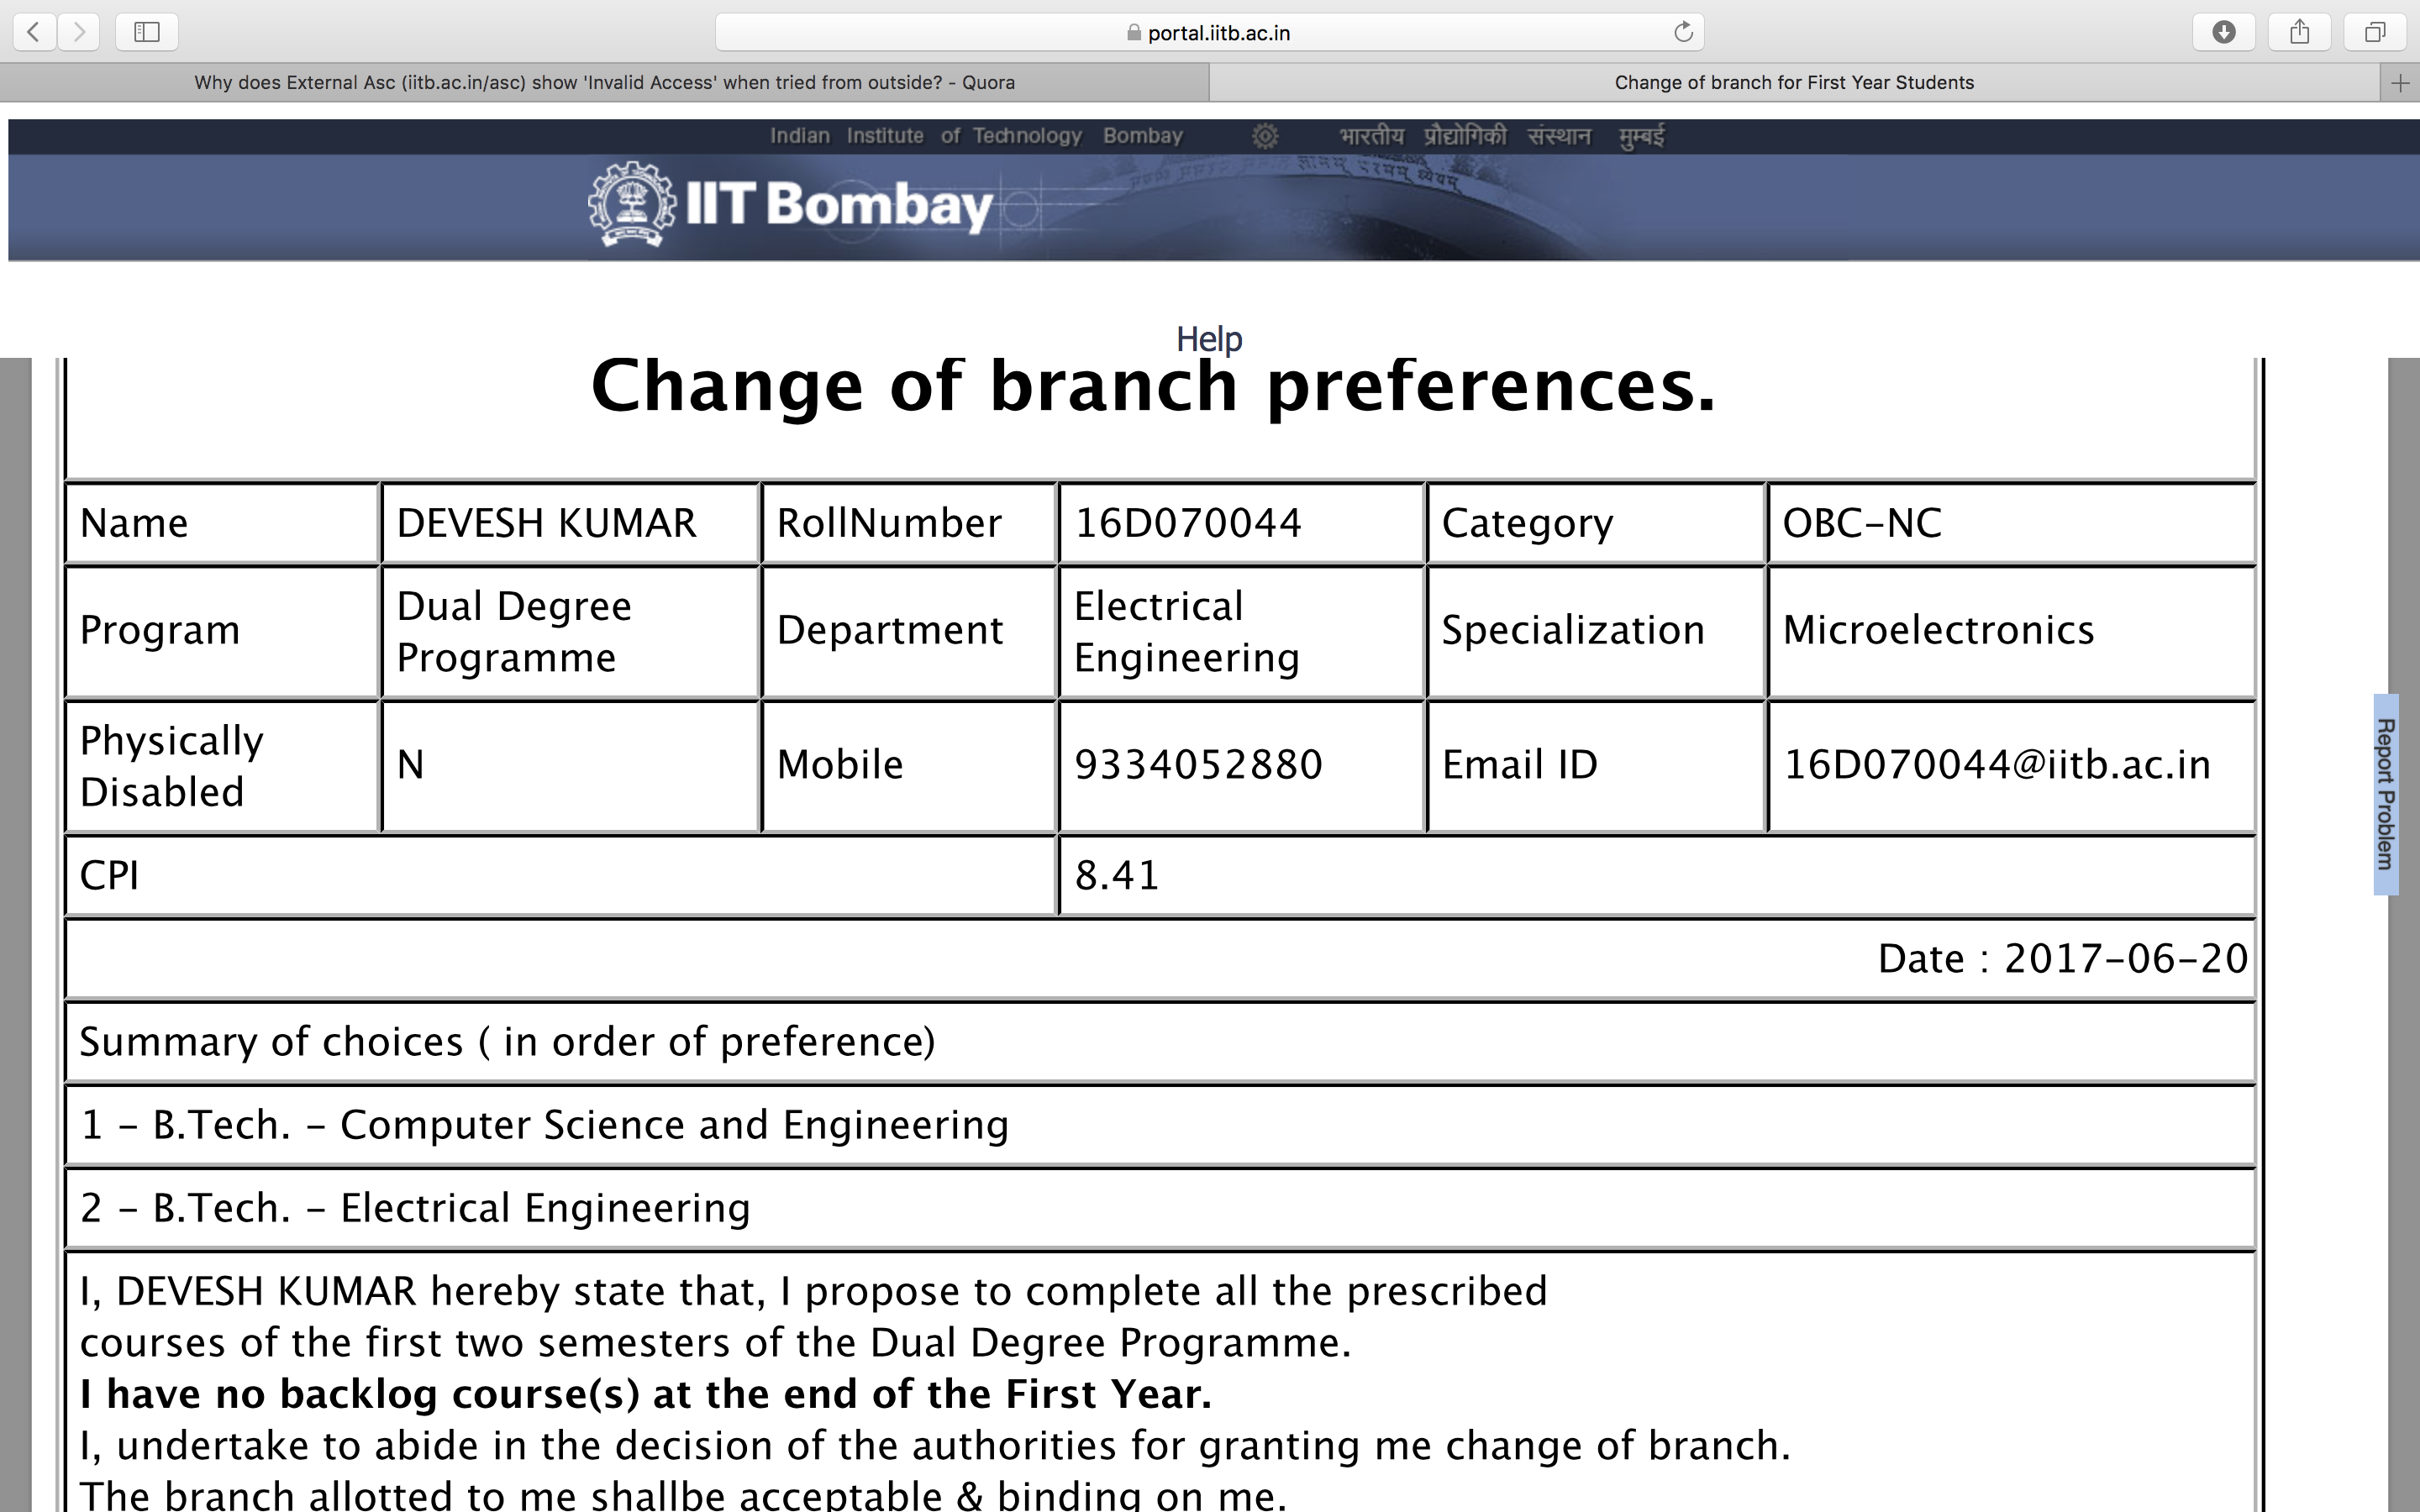 portal.iitb.ac.in
Why does External Asc (iitb.ac.in/asc) show 'Invalid Access' when tried from outside? - Quora
Change of branch for First Year Students
Indian Institute of Technology Bombay भारतीय प्रौद्योगिकी संस्थान मुम्बई
IIT Bombay
Help
Change of branch preferences.
Name DEVESH KUMAR RollNumber 16D070044 Category OBC-NC
Program Dual Degree Programme Department Electrical Engineering Specialization Microelectronics
Physically Disabled N Mobile 9334052880 Email ID 16D070044@iitb.ac.in
Report Problem
CPI 8.41
Date : 2017-06-20
Summary of choices ( in order of preference)
1 - B.Tech. - Computer Science and Engineering
2 - B.Tech. - Electrical Engineering
I, DEVESH KUMAR hereby state that, I propose to complete all the prescribed
courses of the first two semesters of the Dual Degree Programme.
I have no backlog course(s) at the end of the First Year.
I, undertake to abide in the decision of the authorities for granting me change of branch.
The branch allotted to me shallbe acceptable & binding on me.